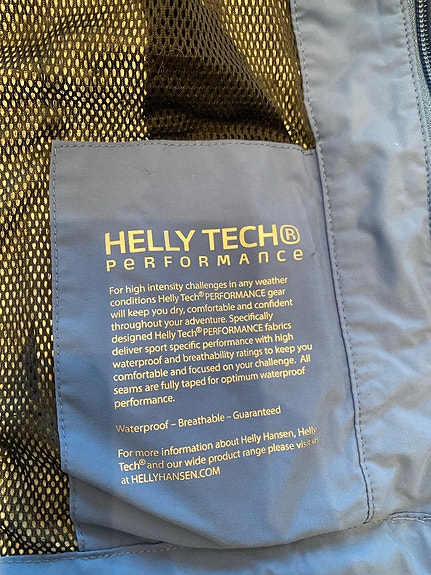 HELLY TECH®
PERFORMANCE
For high intensity challenges in any weather
conditions Helly Tech® PERFORMANCE gear
will keep you dry, comfortable and confident
throughout your adventure. Specifically
designed Helly Tech® PERFORMANCE fabrics
deliver sport specific performance with high
waterproof and breathability ratings to keep you
comfortable and focused on your challenge. All
seams are fully taped for optimum waterproof
performance.
Waterproof – Breathable – Guaranteed
For more information about Helly Hansen, Helly
Tech® and our wide product range please visit us
at HELLYHANSEN.COM